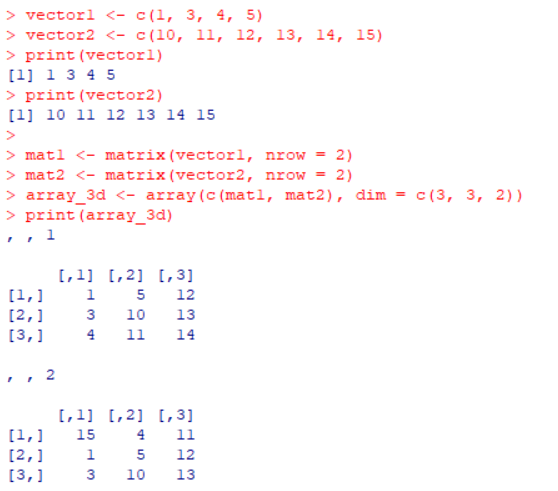 > vector1 <- c(1, 3, 4, 5)
> vector2 <- c(10, 11, 12, 13, 14, 15)
> print(vector1)
[1] 1 3 4 5
> print(vector2)
[1] 10 11 12 13 14 15
>
> mat1 <- matrix(vector1, nrow = 2)
> mat2 <- matrix(vector2, nrow = 2)
> array_3d <- array(c(mat1, mat2), dim = c(3, 3, 2))
> print(array_3d)
, , 1

     [,1] [,2] [,3]
[1,]    1    5   12
[2,]    3   10   13
[3,]    4   11   14

, , 2

     [,1] [,2] [,3]
[1,]   15    4   11
[2,]    1    5   12
[3,]    3   10   13